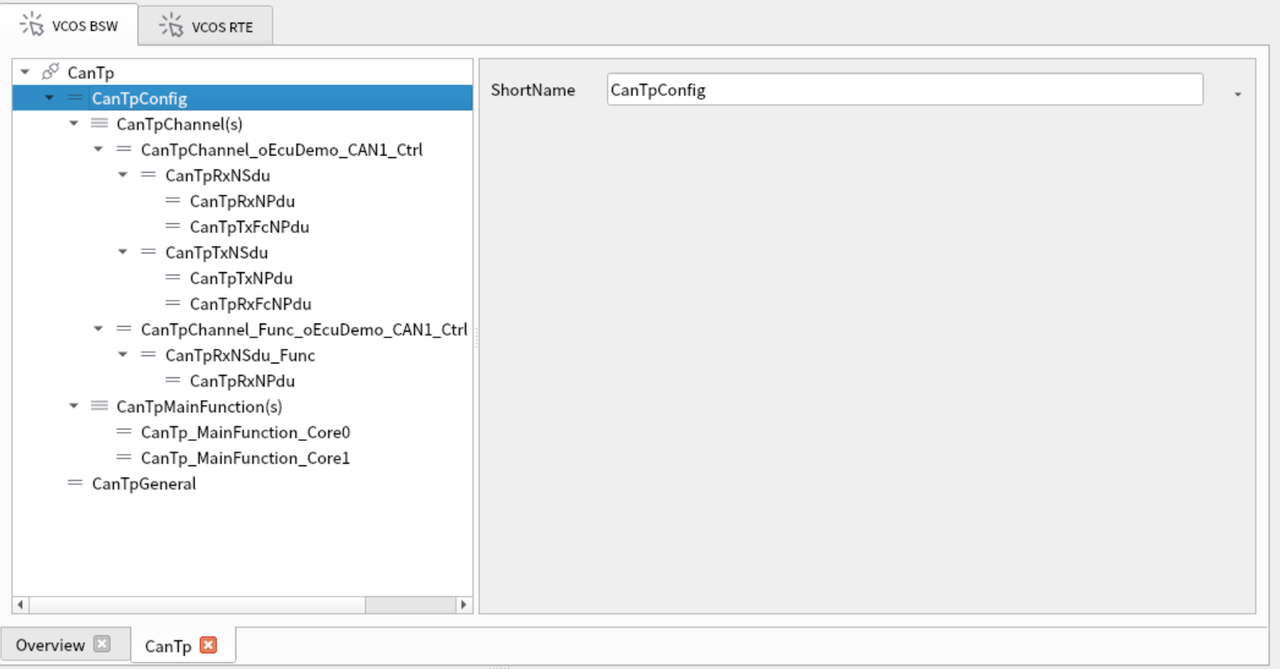 VCOS BSW
VCOS RTE
CanTp
CanTpConfig
CanTpChannel(s)
CanTpChannel_oEcuDemo_CAN1_Ctrl
CanTpRxNSdu
CanTpRxNPdu
CanTpTxFcNPdu
CanTpTxNSdu
CanTpTxNPdu
CanTpRxFcNPdu
CanTpChannel_Func_oEcuDemo_CAN1_Ctrl
CanTpRxNSdu_Func
CanTpRxNPdu
CanTpMainFunction(s)
CanTp_MainFunction_Core0
CanTp_MainFunction_Core1
CanTpGeneral
ShortName
CanTpConfig
Overview
CanTp